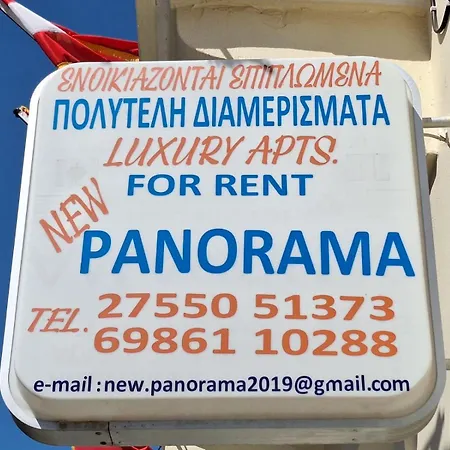 ΕΝΟΙΚΙΑΖΟΝΤΑΙ ΕΠΙΠΛΩΜΕΝΑ
ΠΟΛΥΤΕΛΗ ΔΙΑΜΕΡΙΣΜΑΤΑ
LUXURY APTS.
FOR RENT
NEW
PANORAMA
TEL. 27550 51373
69861 10288
e-mail : new.panorama2019@gmail.com